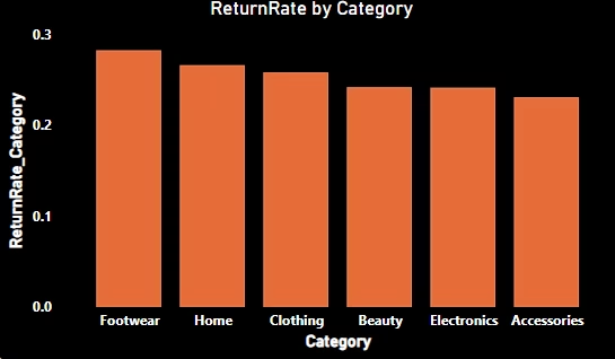 ReturnRate by Category
ReturnRate_Category
0.3
0.2
0.1
0.0
Footwear Home Clothing Beauty Electronics Accessories
Category